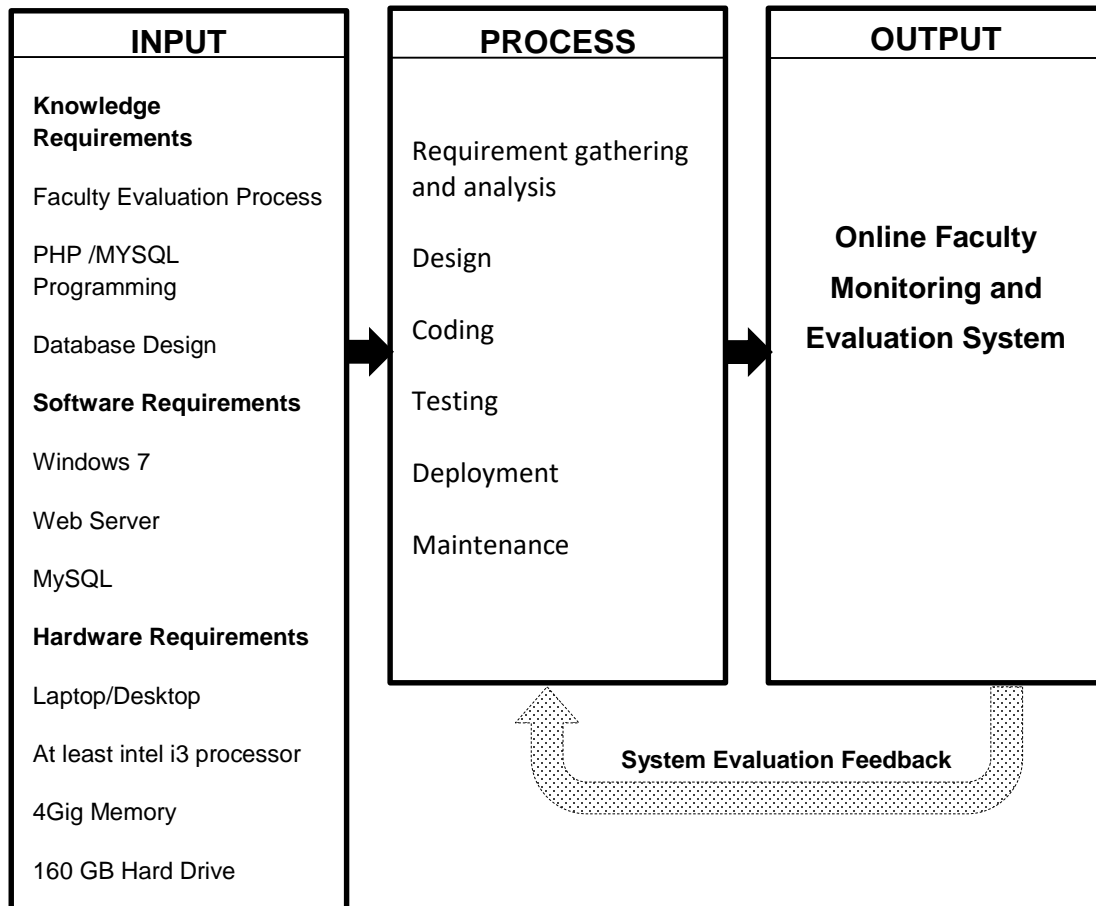 INPUT
Knowledge
Requirements
Faculty Evaluation Process
PHP /MYSQL
Programming
Database Design
Software Requirements
Windows 7
Web Server
MySQL
Hardware Requirements
Laptop/Desktop
At least intel i3 processor
4Gig Memory
160 GB Hard Drive
PROCESS
Requirement gathering
and analysis
Design
Coding
Testing
Deployment
Maintenance
OUTPUT
Online Faculty
Monitoring and
Evaluation System
System Evaluation Feedback